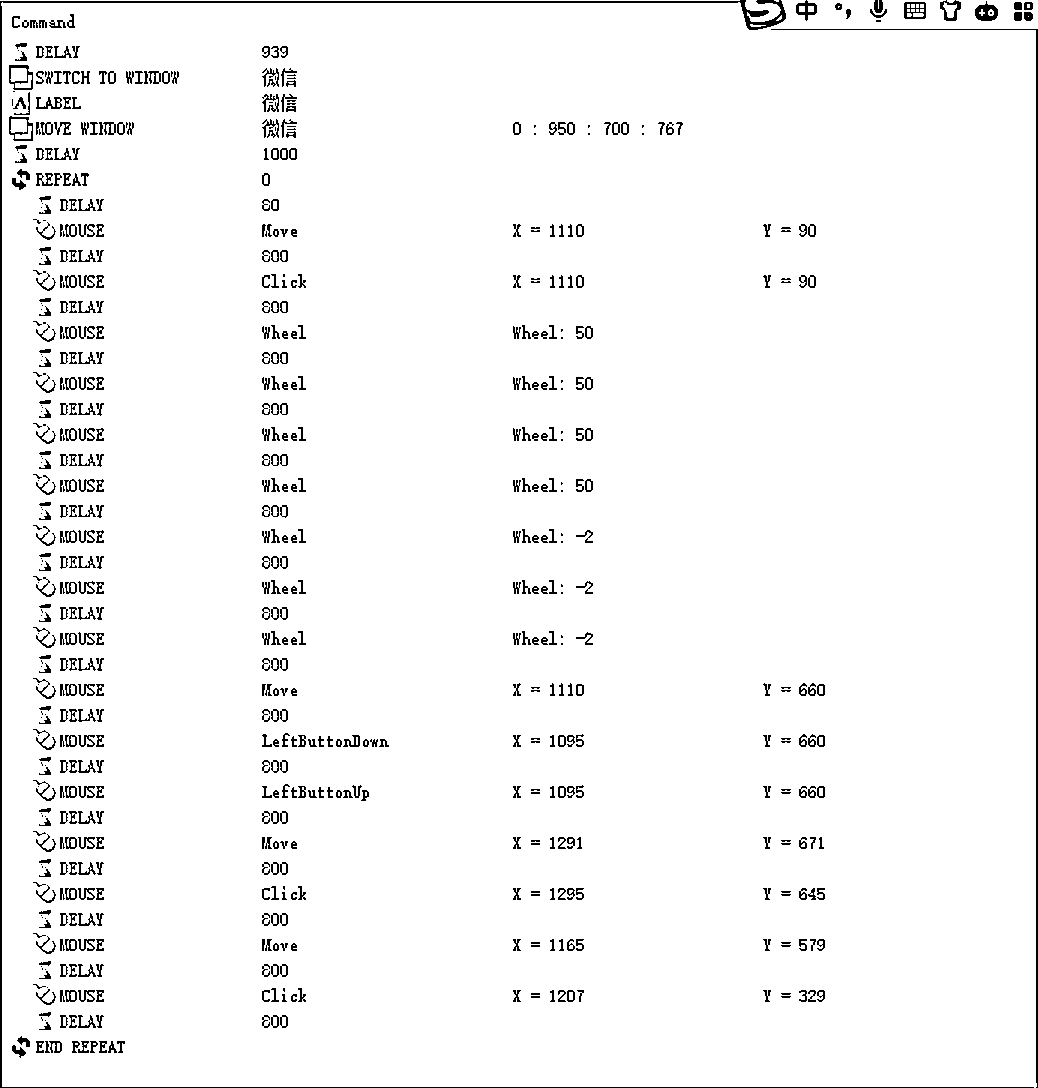 中
Command
DELAY 939
SWITCH TO WINDOW 微信
LABEL 微信
MOVE WINDOW 微信 0 : 950 : 700 : 767
DELAY 1000
REPEAT 0
DELAY 80
MOUSE Move X = 1110 Y = 90
DELAY 800
MOUSE Click X = 1110 Y = 90
DELAY 800
MOUSE Wheel Wheel: 50
DELAY 800
MOUSE Wheel Wheel: 50
DELAY 800
MOUSE Wheel Wheel: 50
DELAY 800
MOUSE Wheel Wheel: 50
DELAY 800
MOUSE Wheel Wheel: -2
DELAY 800
MOUSE Wheel Wheel: -2
DELAY 800
MOUSE Wheel Wheel: -2
DELAY 800
MOUSE Move X = 1110 Y = 660
DELAY 800
MOUSE LeftButtonDown X = 1095 Y = 660
DELAY 800
MOUSE LeftButtonUp X = 1095 Y = 660
DELAY 800
MOUSE Move X = 1291 Y = 671
DELAY 800
MOUSE Click X = 1295 Y = 645
DELAY 800
MOUSE Move X = 1165 Y = 579
DELAY 800
MOUSE Click X = 1207 Y = 329
DELAY 800
END REPEAT